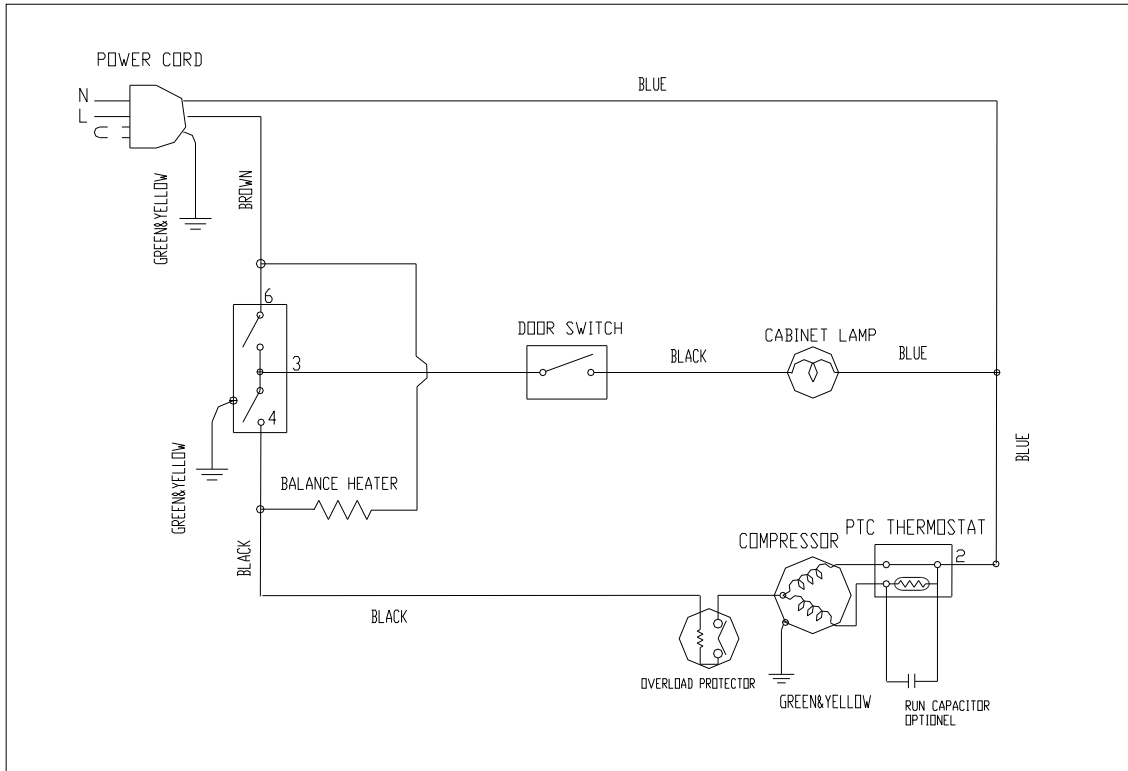 POWER CORD
N
L
BLUE
GREEN&YELLOW
BROWN
6
DOOR SWITCH
CABINET LAMP
3
BLACK
BLUE
4
GREEN&YELLOW
BALANCE HEATER
BLUE
BLACK
COMPRESSOR
PTC THERMOSTAT
2
BLACK
OVERLOAD PROTECTOR
GREEN&YELLOW
RUN CAPACITOR
OPTIONEL